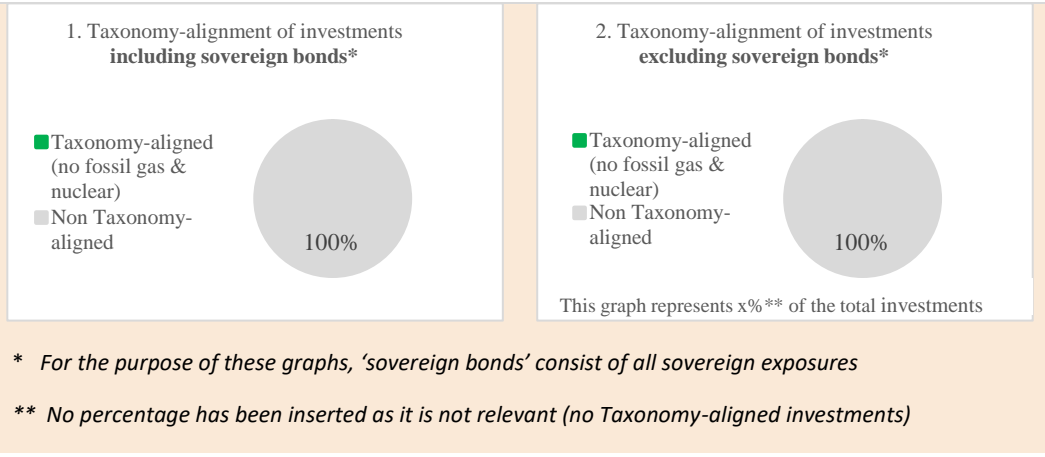 1. Taxonomy-alignment of investments
including sovereign bonds*
Taxonomy-aligned
(no fossil gas &
nuclear)
Non Taxonomy-
aligned
100%
2. Taxonomy-alignment of investments
excluding sovereign bonds*
Taxonomy-aligned
(no fossil gas &
nuclear)
Non Taxonomy-
aligned
100%
This graph represents x%** of the total investments
* For the purpose of these graphs, ‘sovereign bonds’ consist of all sovereign exposures
** No percentage has been inserted as it is not relevant (no Taxonomy-aligned investments)